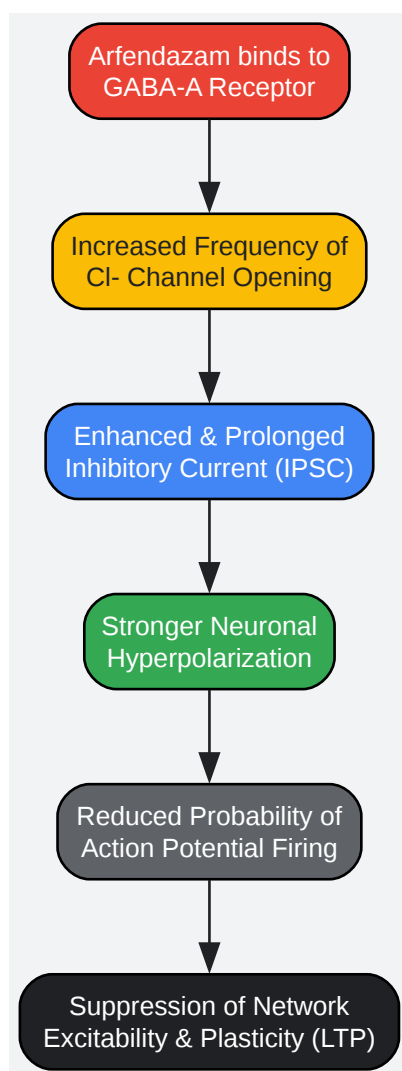 Arfendazam binds to
GABA-A Receptor
Increased Frequency of
Cl- Channel Opening
Enhanced & Prolonged
Inhibitory Current (IPSC)
Stronger Neuronal
Hyperpolarization
Reduced Probability of
Action Potential Firing
Suppression of Network
Excitability & Plasticity (LTP)